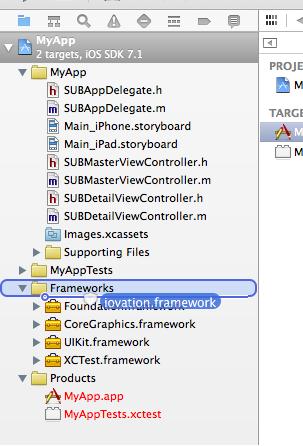 MyApp
2 targets, iOS SDK 7.1
MyApp
SUBAppDelegate.h
SUBAppDelegate.m
Main_iPhone.storyboard
Main_iPad.storyboard
SUBMasterViewController.h
SUBMasterViewController.m
SUBDetailViewController.h
SUBDetailViewController.m
Images.xcassets
Supporting Files
MyAppTests
Frameworks
iovation.framework
CoreGraphics.framework
UIKit.framework
XCTest.framework
Products
MyApp.app
MyAppTests.xctest
PROJE
M
TARGE
M
M